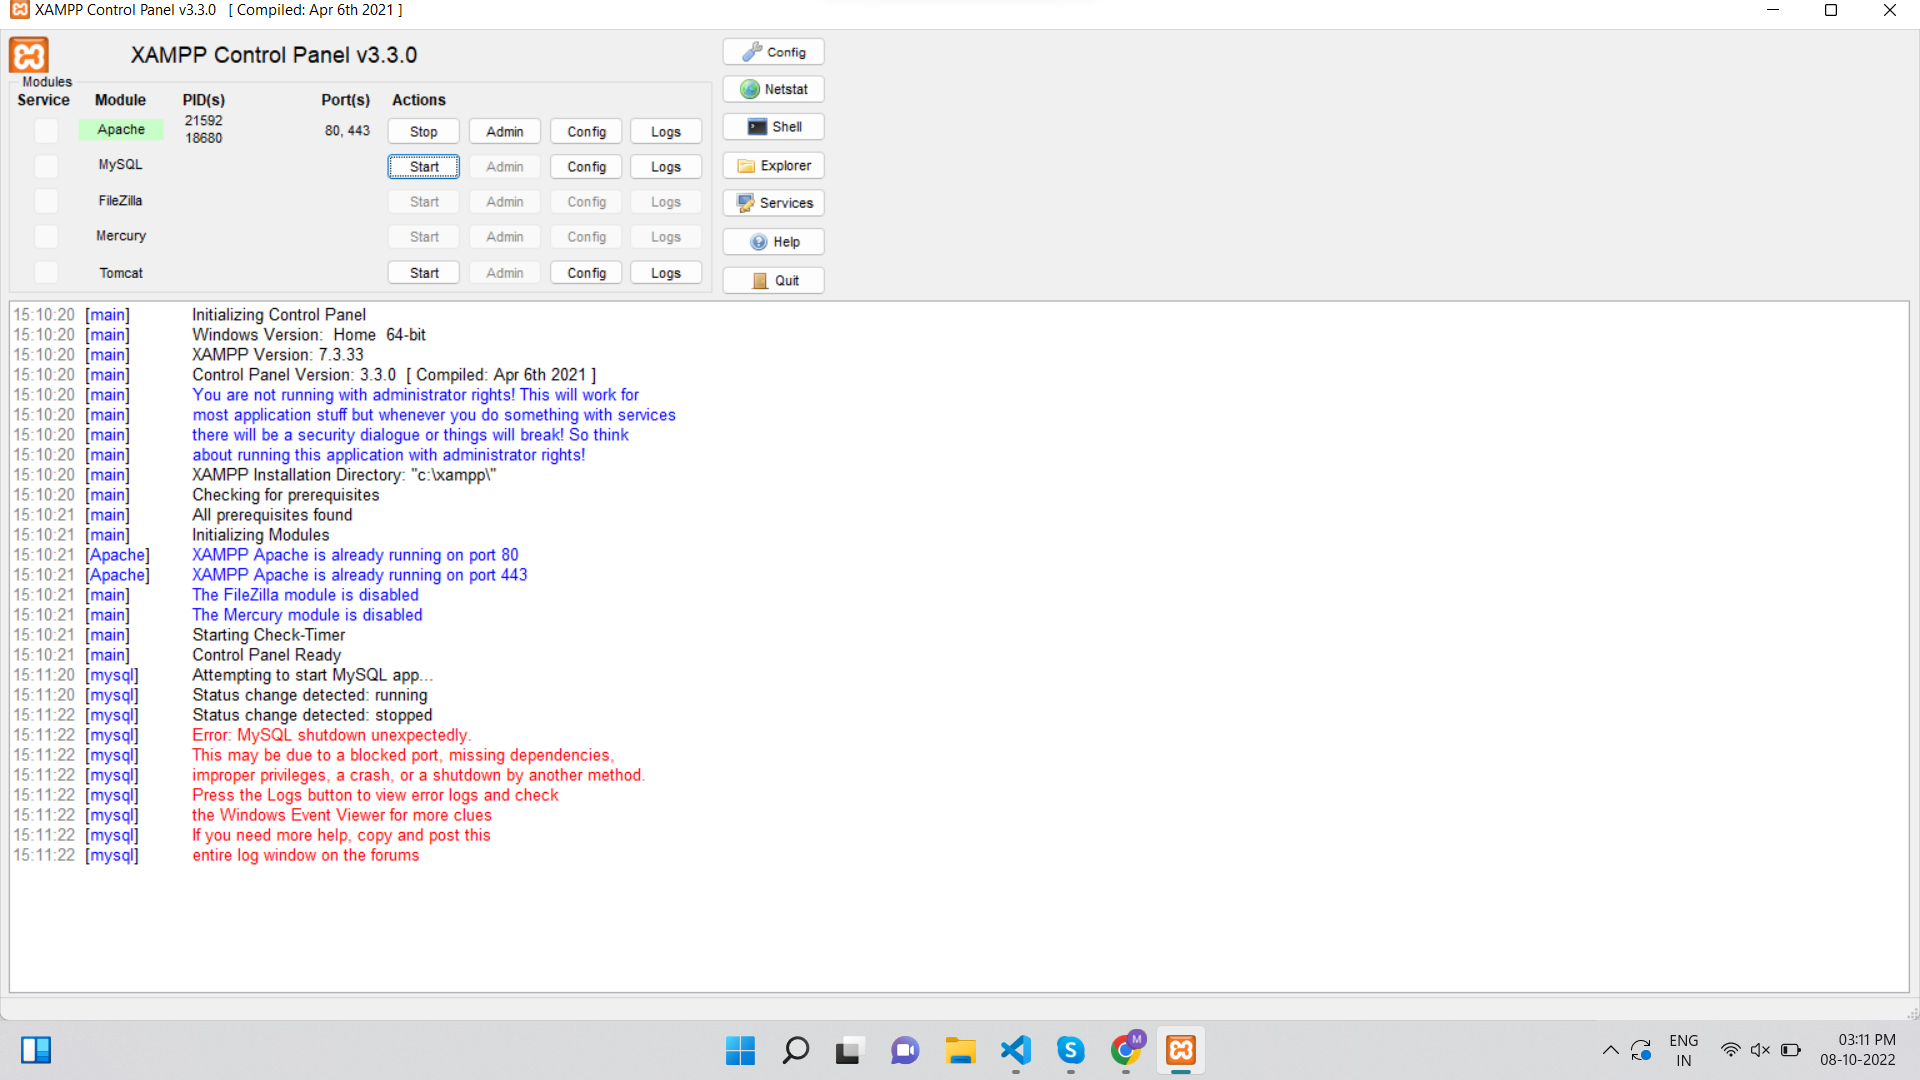 XAMPP Control Panel v3.3.0 [ Compiled: Apr 6th 2021 ]
XAMPP Control Panel v3.3.0
Modules
Service Module PID(s) Port(s) Actions
Apache 21592 18680 80, 443 Stop Admin Config Logs
MySQL Start Admin Config Logs
FileZilla Start Admin Config Logs
Mercury Start Admin Config Logs
Tomcat Start Admin Config Logs
Config
Netstat
Shell
Explorer
Services
Help
Quit
15:10:20 [main] Initializing Control Panel
15:10:20 [main] Windows Version: Home 64-bit
15:10:20 [main] XAMPP Version: 7.3.33
15:10:20 [main] Control Panel Version: 3.3.0 [ Compiled: Apr 6th 2021 ]
15:10:20 [main] You are not running with administrator rights! This will work for
15:10:20 [main] most application stuff but whenever you do something with services
15:10:20 [main] there will be a security dialogue or things will break! So think
15:10:20 [main] about running this application with administrator rights!
15:10:20 [main] XAMPP Installation Directory: "c:\xampp\"
15:10:20 [main] Checking for prerequisites
15:10:21 [main] All prerequisites found
15:10:21 [main] Initializing Modules
15:10:21 [Apache] XAMPP Apache is already running on port 80
15:10:21 [Apache] XAMPP Apache is already running on port 443
15:10:21 [main] The FileZilla module is disabled
15:10:21 [main] The Mercury module is disabled
15:10:21 [main] Starting Check-Timer
15:10:21 [main] Control Panel Ready
15:11:20 [mysql] Attempting to start MySQL app...
15:11:20 [mysql] Status change detected: running
15:11:22 [mysql] Status change detected: stopped
15:11:22 [mysql] Error: MySQL shutdown unexpectedly.
15:11:22 [mysql] This may be due to a blocked port, missing dependencies,
15:11:22 [mysql] improper privileges, a crash, or a shutdown by another method.
15:11:22 [mysql] Press the Logs button to view error logs and check
15:11:22 [mysql] the Windows Event Viewer for more clues
15:11:22 [mysql] If you need more help, copy and post this
15:11:22 [mysql] entire log window on the forums
M
S
ENG
IN
03:11 PM
08-10-2022